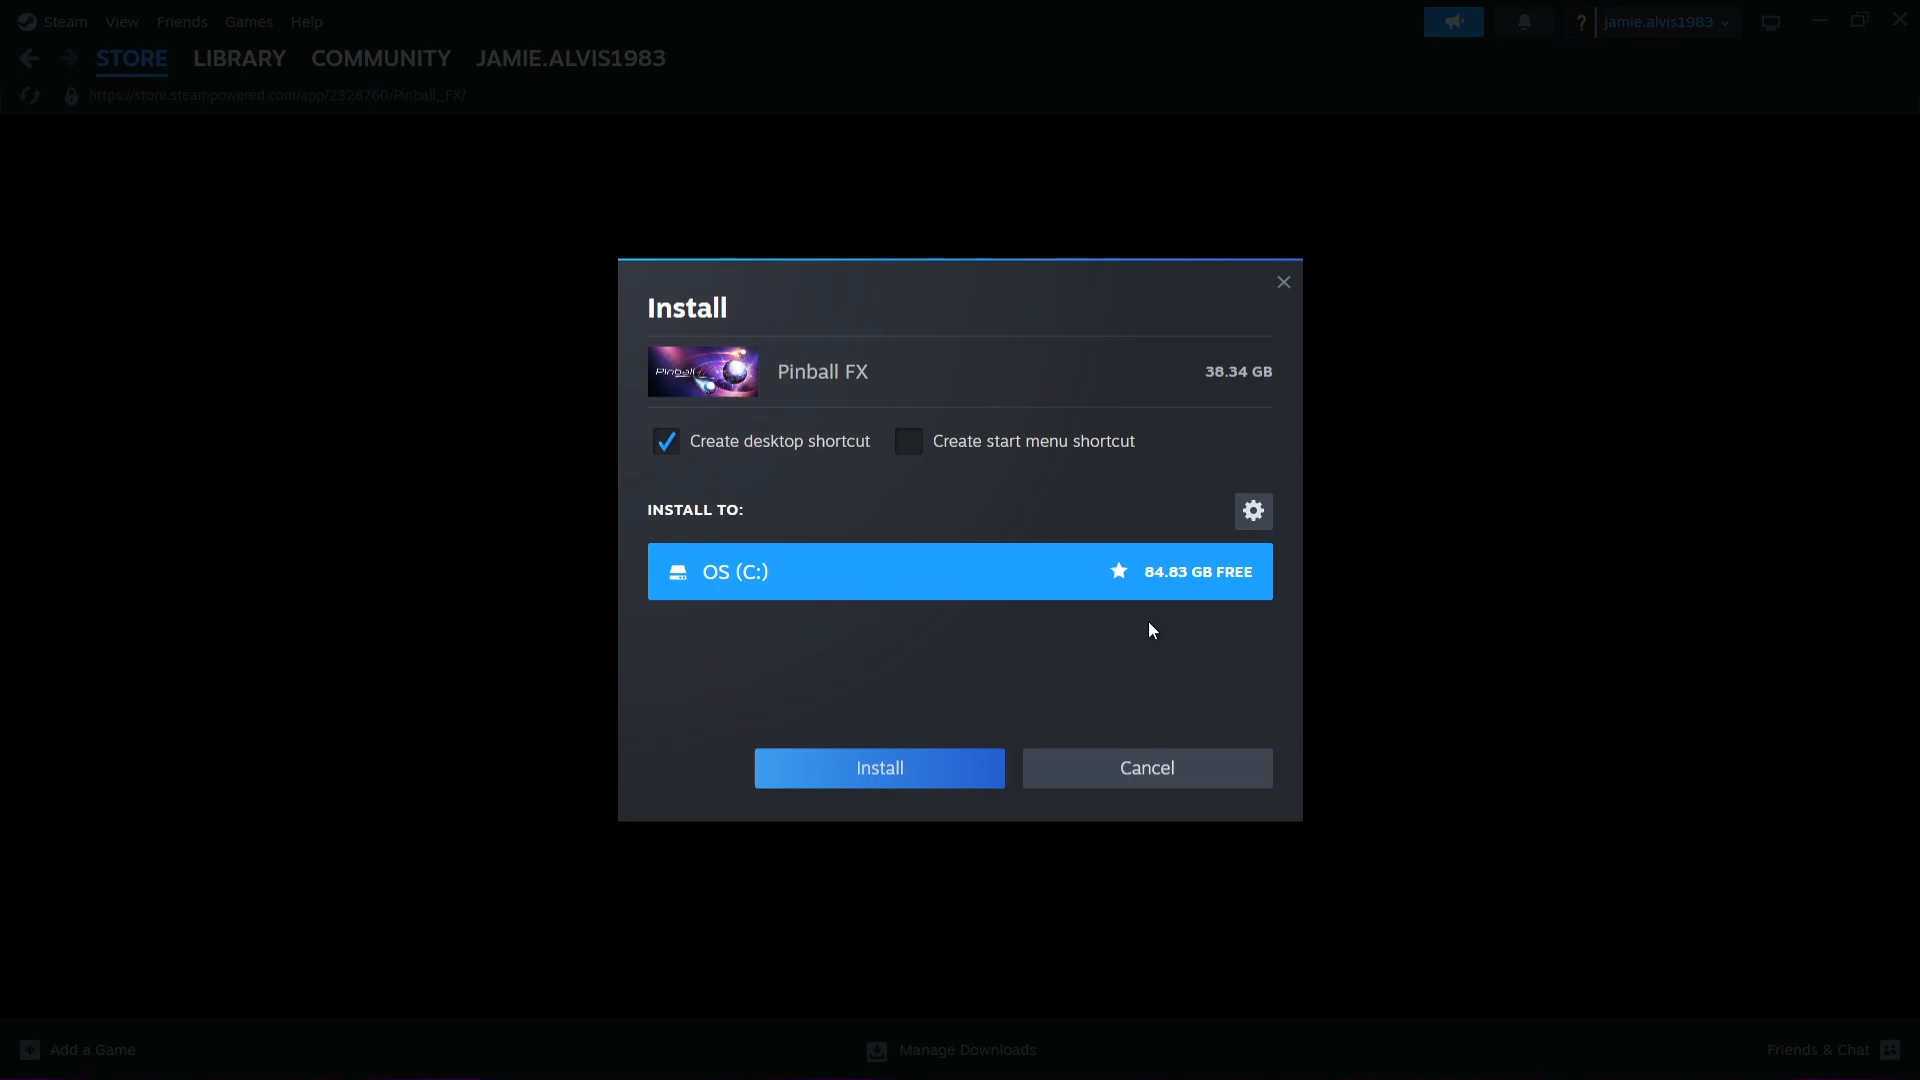 Steam View Friends Games Help
? jamie.alvis1983
STORE LIBRARY COMMUNITY JAMIE.ALVIS1983
https://store.steampowered.com/app/2328760/Pinball_FX/
Install
Pinball
Pinball FX 38.34 GB
Create desktop shortcut Create start menu shortcut
INSTALL TO:
OS (C:) 84.83 GB FREE
Install Cancel
Add a Game Manage Downloads Friends & Chat